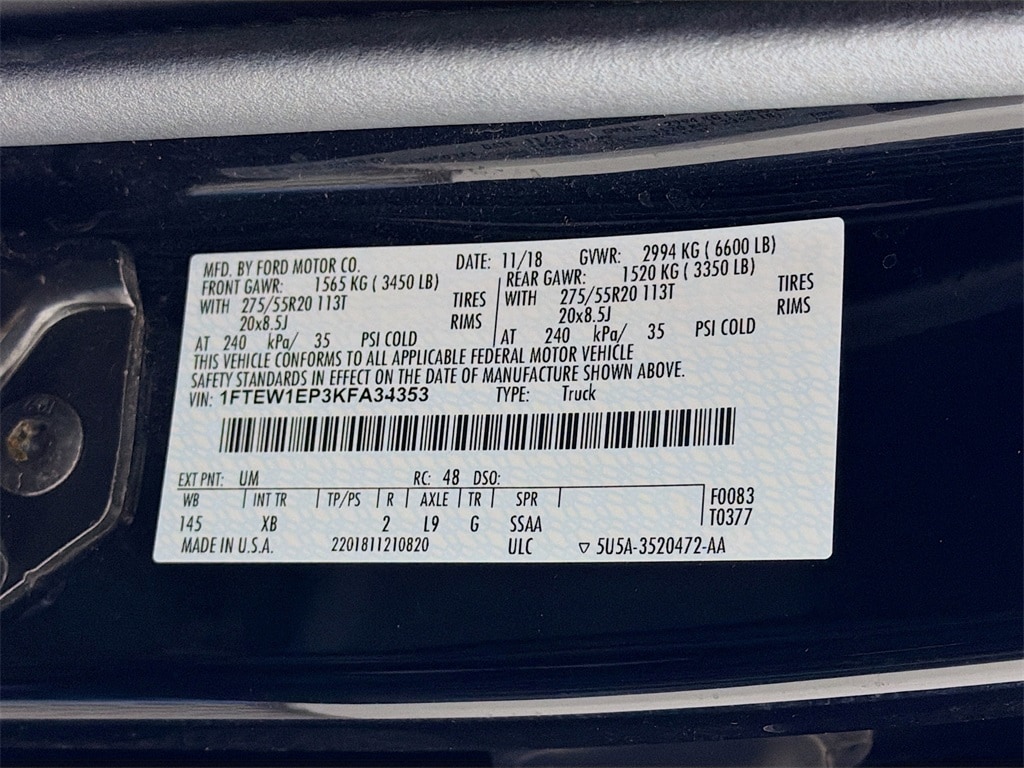 MFD. BY FORD MOTOR CO. DATE: 11/18 GVWR: 2994 KG ( 6600 LB)
FRONT GAWR: 1565 KG ( 3450 LB) REAR GAWR: 1520 KG ( 3350 LB)
WITH 275/55R20 113T TIRES WITH 275/55R20 113T TIRES
20x8.5J RIMS 20x8.5J RIMS
AT 240 kPa/ 35 PSI COLD AT 240 kPa/ 35 PSI COLD
THIS VEHICLE CONFORMS TO ALL APPLICABLE FEDERAL MOTOR VEHICLE
SAFETY STANDARDS IN EFFECT ON THE DATE OF MANUFACTURE SHOWN ABOVE.
VIN: 1FTEW1EP3KFA34353 TYPE: Truck
EXT PNT: UM RC: 48 DSO:
WB INT TR TP/PS R AXLE TR SPR F0083
145 XB 2 L9 G SSAA T0377
MADE IN U.S.A. 2201811210820 ULC ▽ 5U5A-3520472-AA